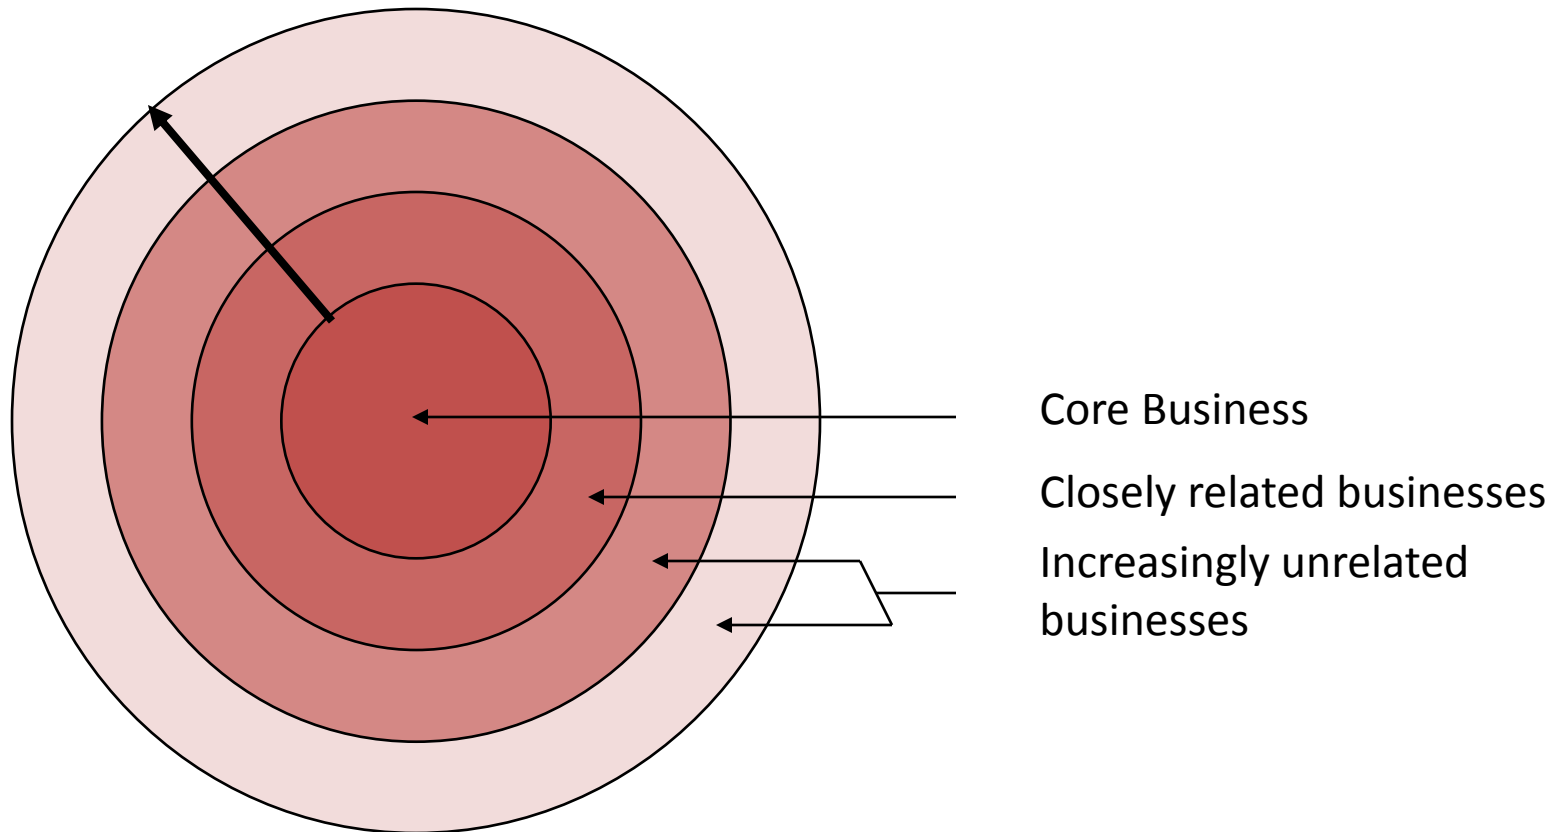 Core Business
Closely related businesses
Increasingly unrelated
businesses